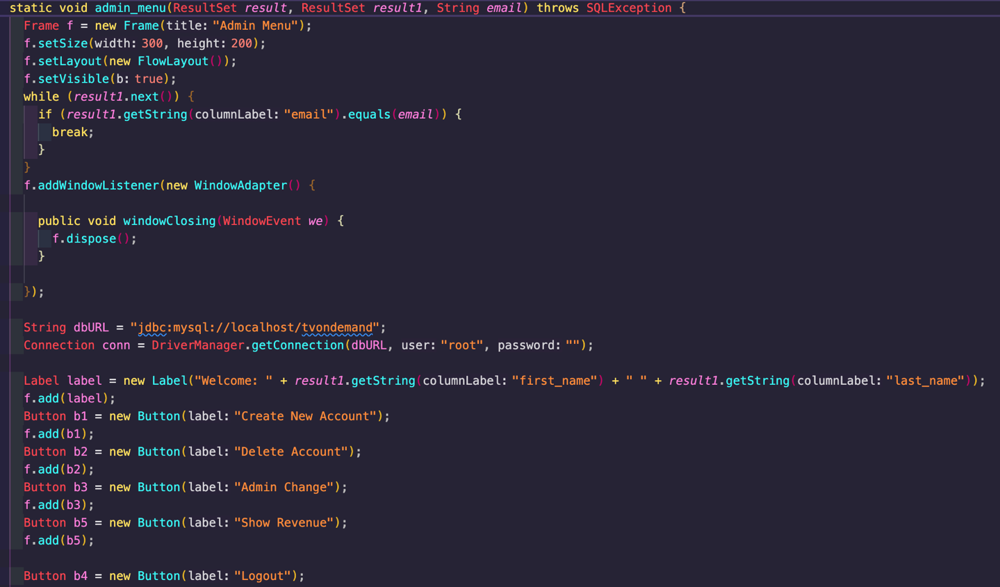 static void admin_menu(ResultSet result, ResultSet result1, String email) throws SQLException {
Frame f = new Frame(title: "Admin Menu");
f.setSize(width: 300, height: 200);
f.setLayout(new FlowLayout());
f.setVisible(b: true);
while (result1.next()) {
if (result1.getString(columnLabel: "email").equals(email)) {
break;
}
}
f.addWindowListener(new WindowAdapter() {
public void windowClosing(WindowEvent we) {
f.dispose();
}
});
String dbURL = "jdbc:mysql://localhost/tvondemand";
Connection conn = DriverManager.getConnection(dbURL, user: "root", password: "");
Label label = new Label("Welcome: " + result1.getString(columnLabel: "first_name") + " " + result1.getString(columnLabel: "last_name"));
f.add(label);
Button b1 = new Button(label: "Create New Account");
f.add(b1);
Button b2 = new Button(label: "Delete Account");
f.add(b2);
Button b3 = new Button(label: "Admin Change");
f.add(b3);
Button b5 = new Button(label: "Show Revenue");
f.add(b5);
Button b4 = new Button(label: "Logout");